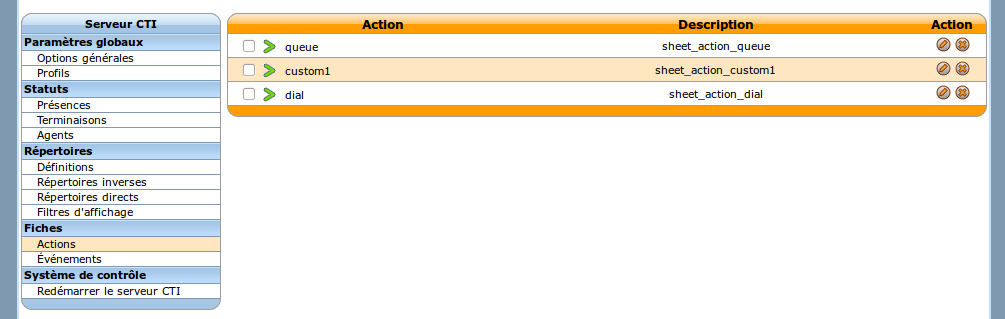 Serveur CTI
Paramètres globaux
Options générales
Profils
Statuts
Présences
Terminaisons
Agents
Répertoires
Définitions
Répertoires inverses
Répertoires directs
Filtres d'affichage
Fiches
Actions
Événements
Système de contrôle
Redémarrer le serveur CTI
Action Description Action
queue sheet_action_queue
custom1 sheet_action_custom1
dial sheet_action_dial